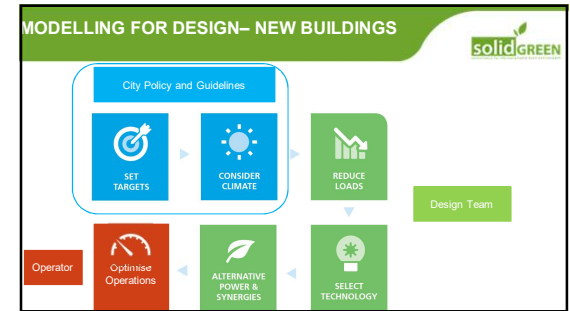 MODELLING FOR DESIGN– NEW BUILDINGS
solidGREEN
City Policy and Guidelines
SET
TARGETS
CONSIDER
CLIMATE
REDUCE
LOADS
Design Team
Operator
Optimise
Operations
ALTERNATIVE
POWER &
SYNERGIES
SELECT
TECHNOLOGY